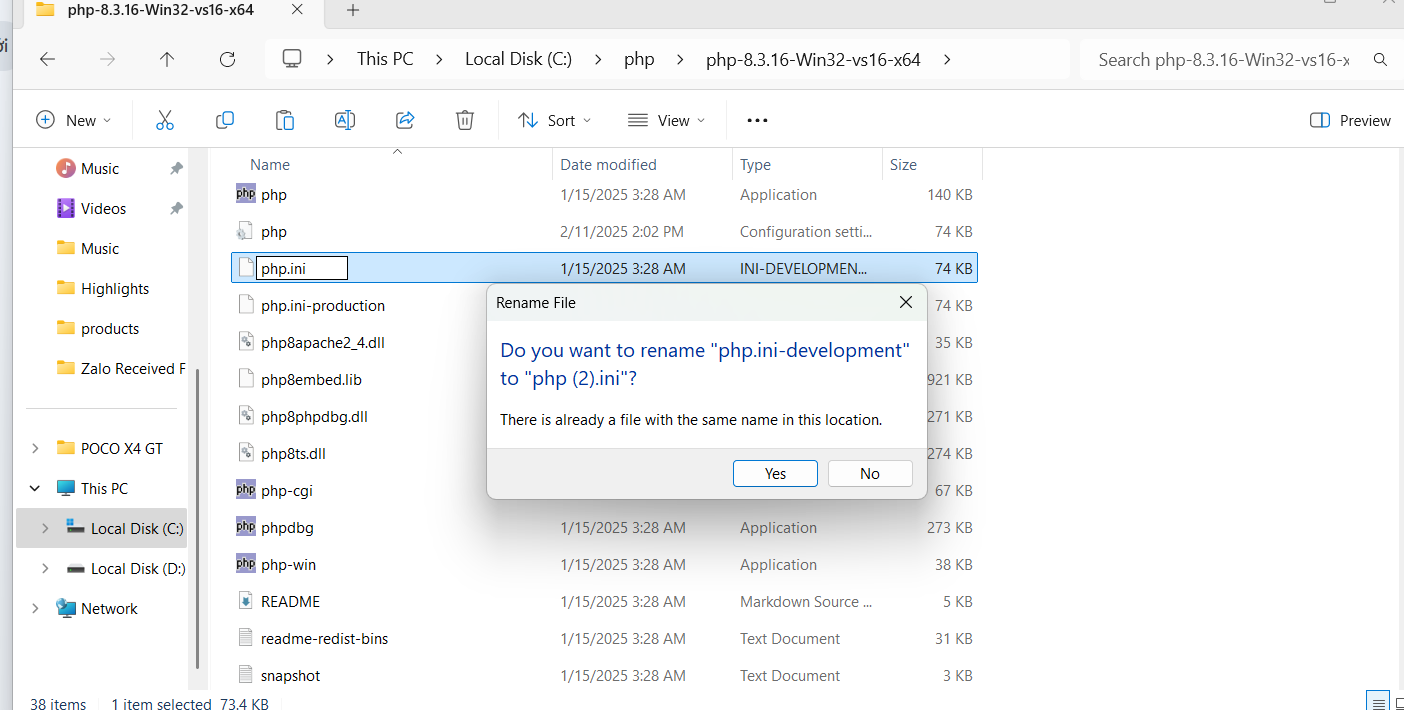 php-8.3.16-Win32-vs16-x64
This PC
Local Disk (C:)
php
php-8.3.16-Win32-vs16-x64
Search php-8.3.16-Win32-vs16-x
New
Sort
View
Preview
Name
Date modified
Type
Size
Music
Videos
Music
Highlights
products
Zalo Received F
POCO X4 GT
This PC
Local Disk (C:)
Local Disk (D:)
Network
php php 1/15/2025 3:28 AM Application 140 KB
php 2/11/2025 2:02 PM Configuration setti... 74 KB
php.ini 1/15/2025 3:28 AM INI-DEVELOPMEN... 74 KB
php.ini-production 74 KB
php8apache2_4.dll 35 KB
php8embed.lib 921 KB
php8phpdbg.dll 271 KB
php8ts.dll 274 KB
php php-cgi 67 KB
php phpdbg 1/15/2025 3:28 AM Application 273 KB
php php-win 1/15/2025 3:28 AM Application 38 KB
README 1/15/2025 3:28 AM Markdown Source ... 5 KB
readme-redist-bins 1/15/2025 3:28 AM Text Document 31 KB
snapshot 1/15/2025 3:28 AM Text Document 3 KB
Rename File
Do you want to rename "php.ini-development"
to "php (2).ini"?
There is already a file with the same name in this location.
Yes
No
38 items
1 item selected 73.4 KB